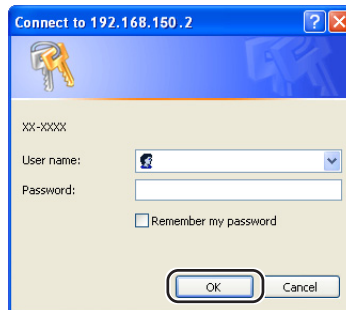 Connect to 192.168.150.2
XX-XXXX
User name:
Password:
Remember my password
OK Cancel